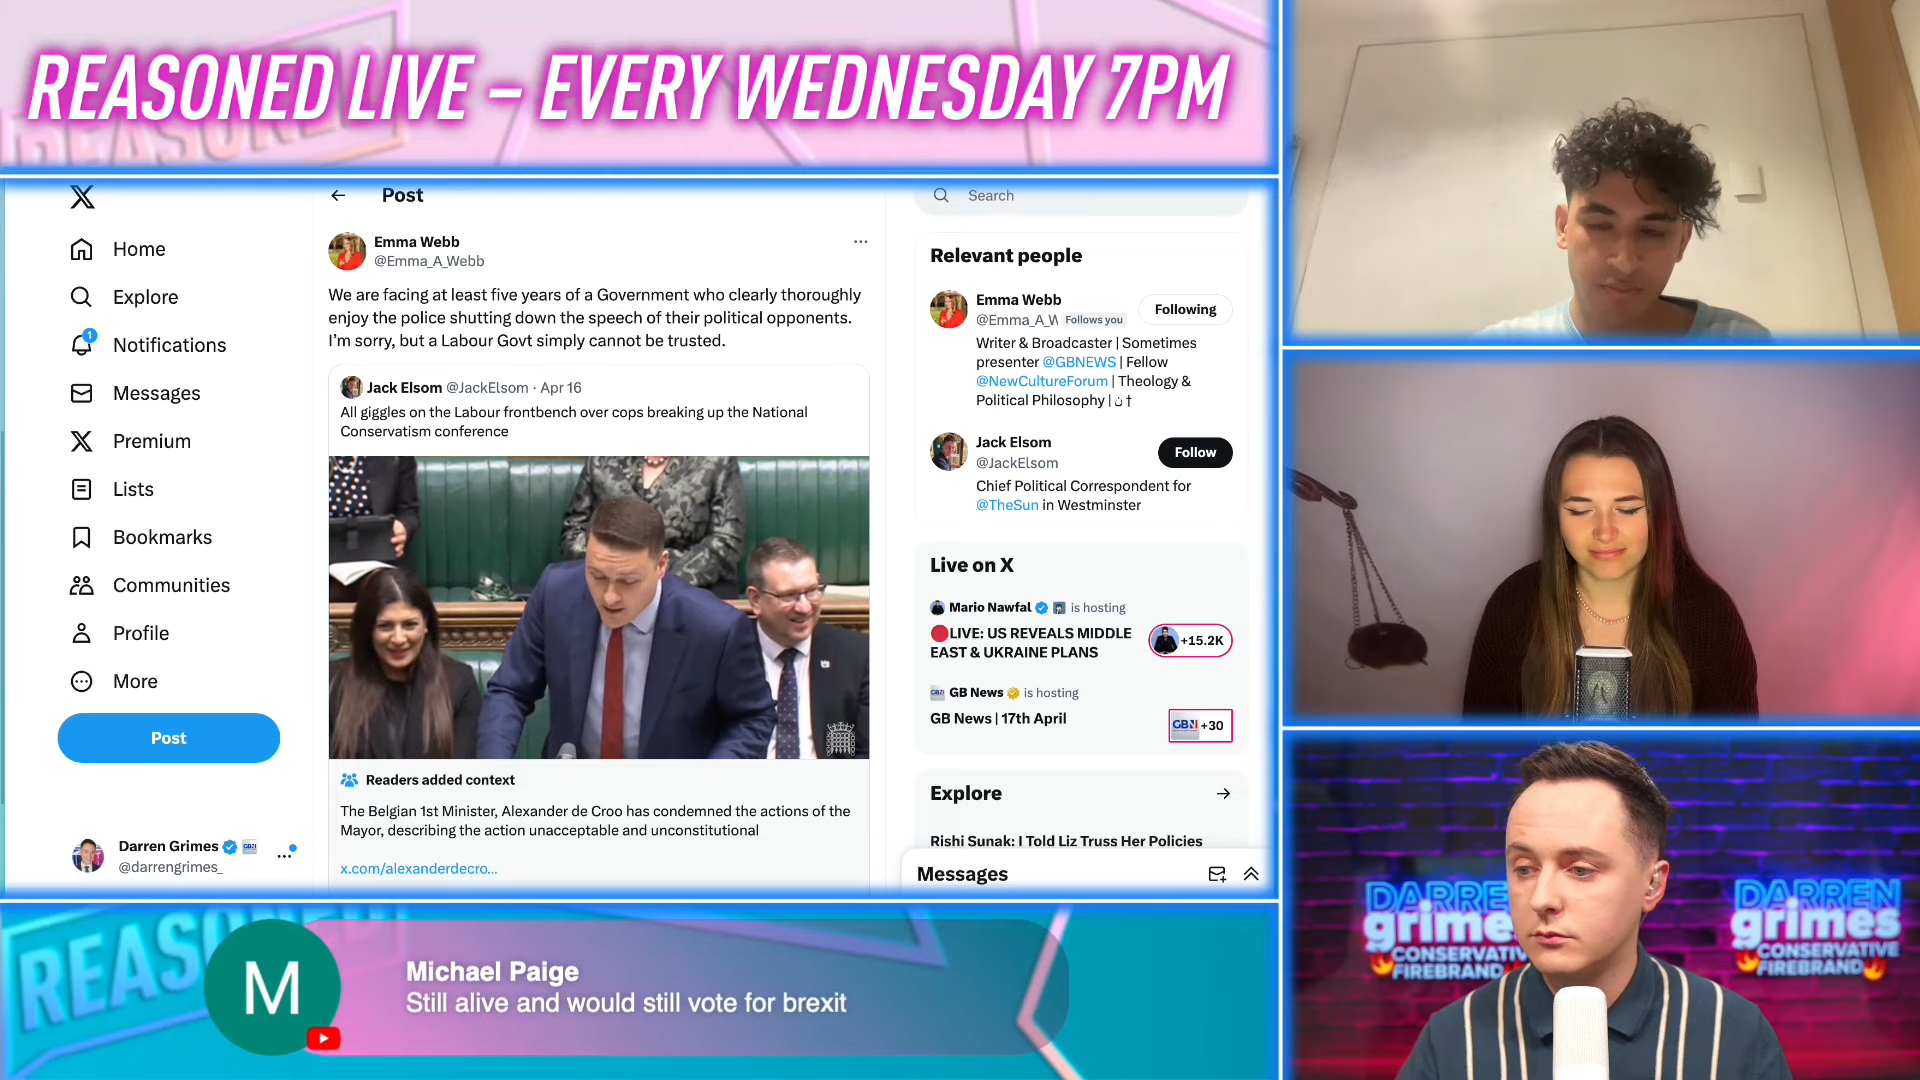 REASONED LIVE – EVERY WEDNESDAY 7PM
REASONED
Home
Explore
Notifications
1
Messages
Premium
Lists
Bookmarks
Communities
Profile
More
Post
Darren Grimes
@darrengrimes_
Post
Emma Webb
@Emma_A_Webb
We are facing at least five years of a Government who clearly thoroughly
enjoy the police shutting down the speech of their political opponents.
I'm sorry, but a Labour Govt simply cannot be trusted.
Jack Elsom @JackElsom · Apr 16
All giggles on the Labour frontbench over cops breaking up the National
Conservatism conference
Readers added context
The Belgian 1st Minister, Alexander de Croo has condemned the actions of the
Mayor, describing the action unacceptable and unconstitutional
x.com/alexanderdecro...
Search
Relevant people
Emma Webb
@Emma_A_W Follows you
Following
Writer & Broadcaster | Sometimes
presenter @GBNEWS | Fellow
@NewCultureForum | Theology &
Political Philosophy | ن †
Jack Elsom
@JackElsom
Follow
Chief Political Correspondent for
@TheSun in Westminster
Live on X
Mario Nawfal is hosting
🔴LIVE: US REVEALS MIDDLE
EAST & UKRAINE PLANS
+15.2K
GB News is hosting
GB News | 17th April
GBN +30
Explore
Rishi Sunak: I Told Liz Truss Her Policies
Messages
REASONED
M
Michael Paige
Still alive and would still vote for brexit
DARREN
grimes
CONSERVATIVE
FIREBRAND
DARREN
grimes
CONSERVATIVE
FIREBRAND